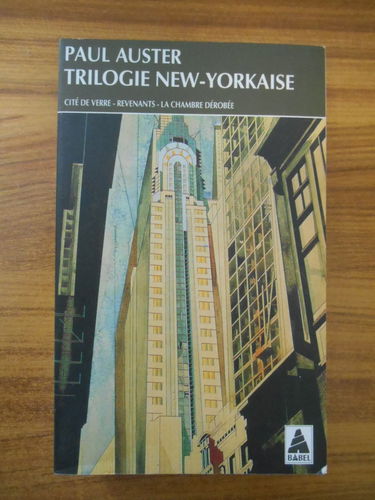 PAUL AUSTER
TRILOGIE NEW-YORKAISE
CITÉ DE VERRE - REVENANTS - LA CHAMBRE DÉROBÉE
BABEL